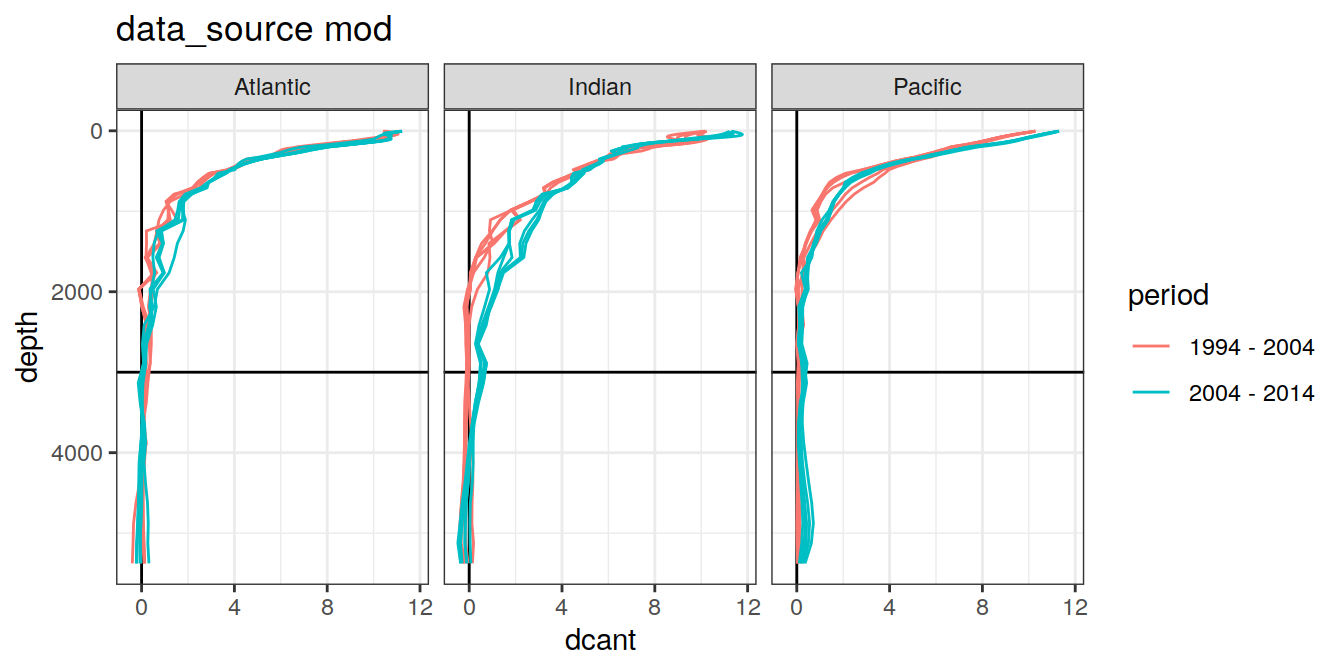 data_source mod
Atlantic
Indian
Pacific
0
2000
4000
depth
0 4 8 12
0 4 8 12
0 4 8 12
dcant
period
1994 - 2004
2004 - 2014